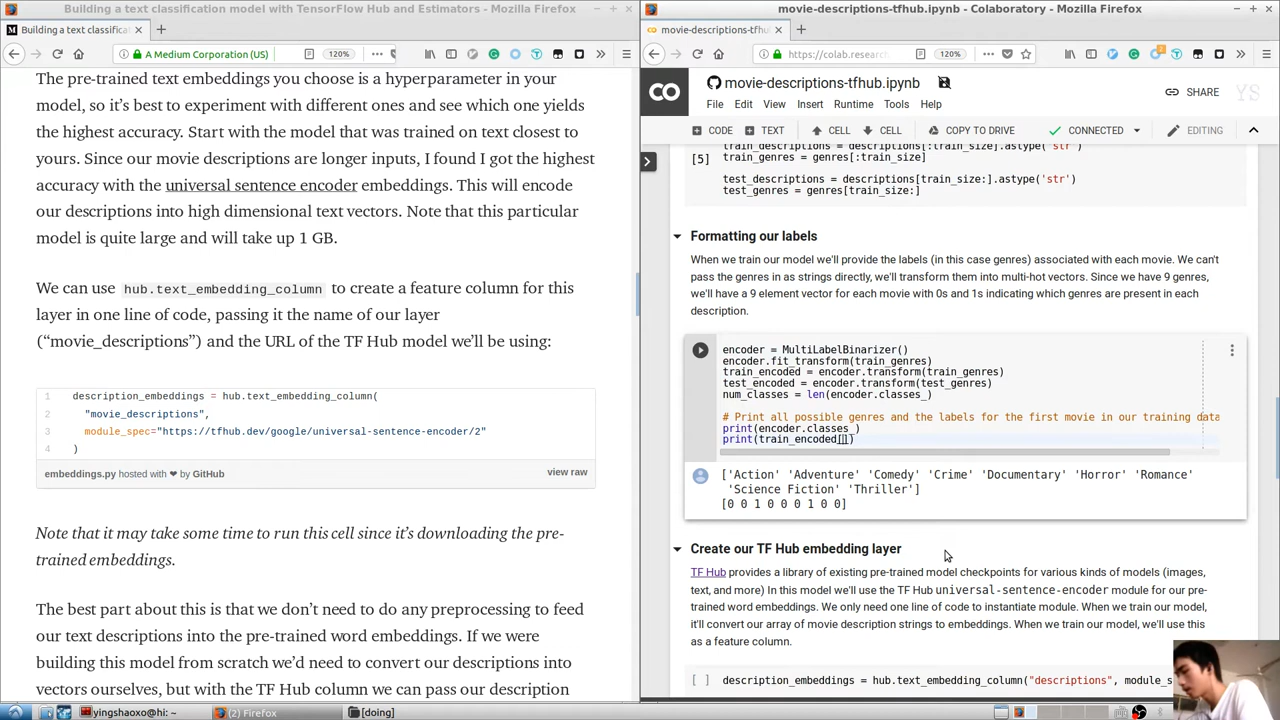 Building a text classification model with TensorFlow Hub and Estimators - Mozilla Firefox
Building a text classificat
A Medium Corporation (US)
120%
The pre-trained text embeddings you choose is a hyperparameter in your
model, so it’s best to experiment with different ones and see which one yields
the highest accuracy. Start with the model that was trained on text closest to
yours. Since our movie descriptions are longer inputs, I found I got the highest
accuracy with the universal sentence encoder embeddings. This will encode
our descriptions into high dimensional text vectors. Note that this particular
model is quite large and will take up 1 GB.
We can use hub.text_embedding_column to create a feature column for this
layer in one line of code, passing it the name of our layer
(“movie_descriptions”) and the URL of the TF Hub model we’ll be using:
1 description_embeddings = hub.text_embedding_column(
2 "movie_descriptions",
3 module_spec="https://tfhub.dev/google/universal-sentence-encoder/2"
4 )
embeddings.py hosted with ❤ by GitHub view raw
Note that it may take some time to run this cell since it’s downloading the pre-
trained embeddings.
The best part about this is that we don’t need to do any preprocessing to feed
our text descriptions into the pre-trained word embeddings. If we were
building this model from scratch we’d need to convert our descriptions into
vectors ourselves, but with the TF Hub column we can pass our description
movie-descriptions-tfhub.ipynb - Colaboratory - Mozilla Firefox
movie-descriptions-tfhu
https://colab.resear
120%
CO
movie-descriptions-tfhub.ipynb
SHARE
YS
File Edit View Insert Runtime Tools Help
CODE TEXT CELL CELL COPY TO DRIVE CONNECTED EDITING
train_descriptions = descriptions[:train_size].astype('str')
[5] train_genres = genres[:train_size]
test_descriptions = descriptions[train_size:].astype('str')
test_genres = genres[train_size:]
Formatting our labels
When we train our model we'll provide the labels (in this case genres) associated with each movie. We can't
pass the genres in as strings directly, we'll transform them into multi-hot vectors. Since we have 9 genres,
we'll have a 9 element vector for each movie with 0s and 1s indicating which genres are present in each
description.
encoder = MultiLabelBinarizer()
encoder.fit_transform(train_genres)
train_encoded = encoder.transform(train_genres)
test_encoded = encoder.transform(test_genres)
num_classes = len(encoder.classes_)
# Print all possible genres and the labels for the first movie in our training data
print(encoder.classes_)
print(train_encoded[])
['Action' 'Adventure' 'Comedy' 'Crime' 'Documentary' 'Horror' 'Romance'
'Science Fiction' 'Thriller']
[0 0 1 0 0 0 1 0 0]
Create our TF Hub embedding layer
TF Hub provides a library of existing pre-trained model checkpoints for various kinds of models (images,
text, and more) In this model we'll use the TF Hub universal-sentence-encoder module for our pre-
trained word embeddings. We only need one line of code to instantiate module. When we train our model,
it'll convert our array of movie description strings to embeddings. When we train our model, we'll use this
as a feature column.
[ ] description_embeddings = hub.text_embedding_column("descriptions", module_s
yingshaoxo@hi: ~
(2) Firefox
[doing]